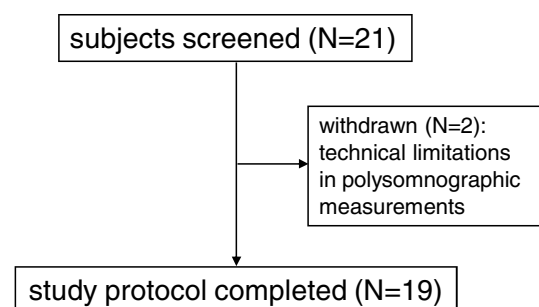 subjects screened (N=21)
withdrawn (N=2):
technical limitations
in polysomnographic
measurements
study protocol completed (N=19)